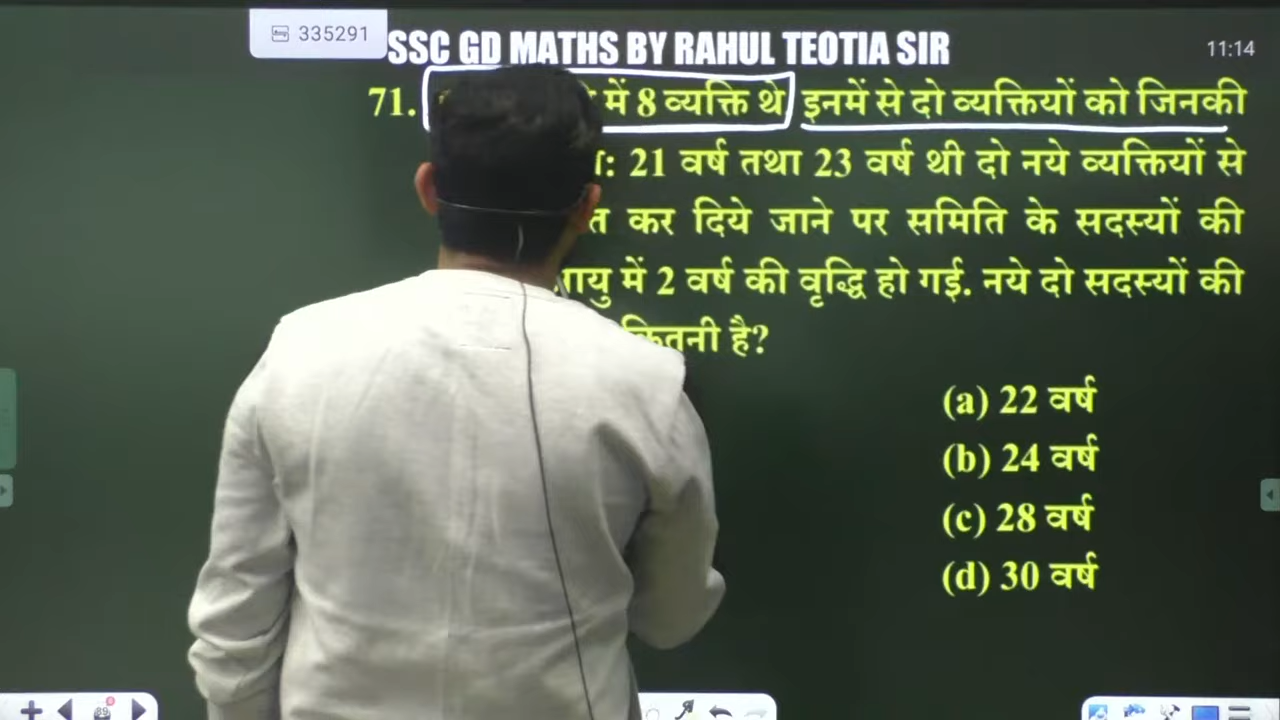 335291
SSC GD MATHS BY RAHUL TEOTIA SIR
11:14
71. में 8 व्यक्ति थे इनमें से दो व्यक्तियों को जिनकी
21 वर्ष तथा 23 वर्ष थी दो नये व्यक्तियों से
कर दिये जाने पर समिति के सदस्यों की
में 2 वर्ष की वृद्धि हो गई. नये दो सदस्यों की
कितनी है?
(a) 22 वर्ष
(b) 24 वर्ष
(c) 28 वर्ष
(d) 30 वर्ष
89